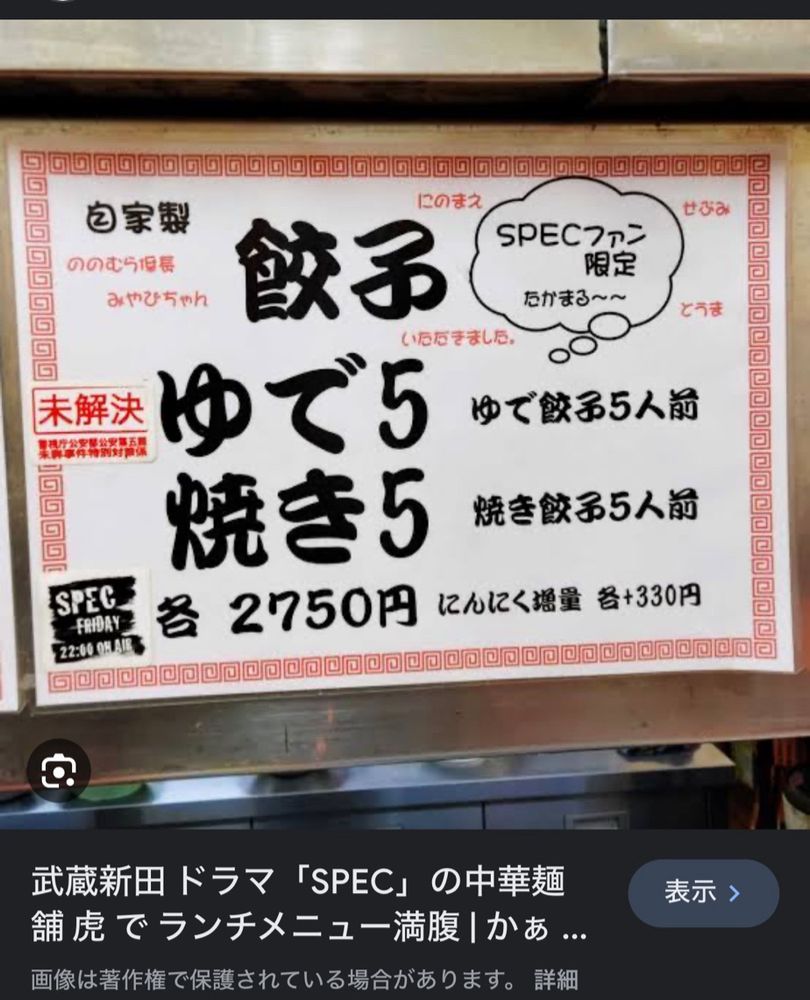 自家製
餃子
にのまえ
SPECファン
限定
たかまる〜〜
せぶみ
ののむら係長
みやびちゃん
とうま
いただきました。
未解決
警視庁公安部公安第五課
未詳事件特別対策係
ゆで5
ゆで餃子5人前
焼き5
焼き餃子5人前
SPEC
FRIDAY
22:00 ON AIR
各 2750円
にんにく増量 各+330円
武蔵新田 ドラマ「SPEC」の中華麺
舗 虎 で ランチメニュー満腹 | かぁ ...
表示 >
画像は著作権で保護されている場合があります。 詳細